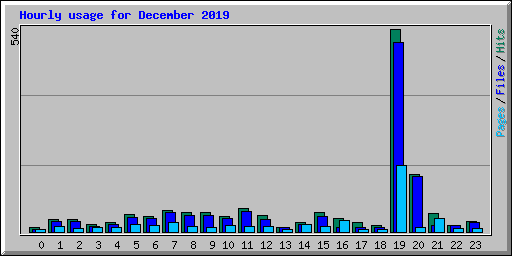 Hourly usage for December 2019
540
Pages/Files/Hits
0 1 2 3 4 5 6 7 8 9 10 11 12 13 14 15 16 17 18 19 20 21 22 23